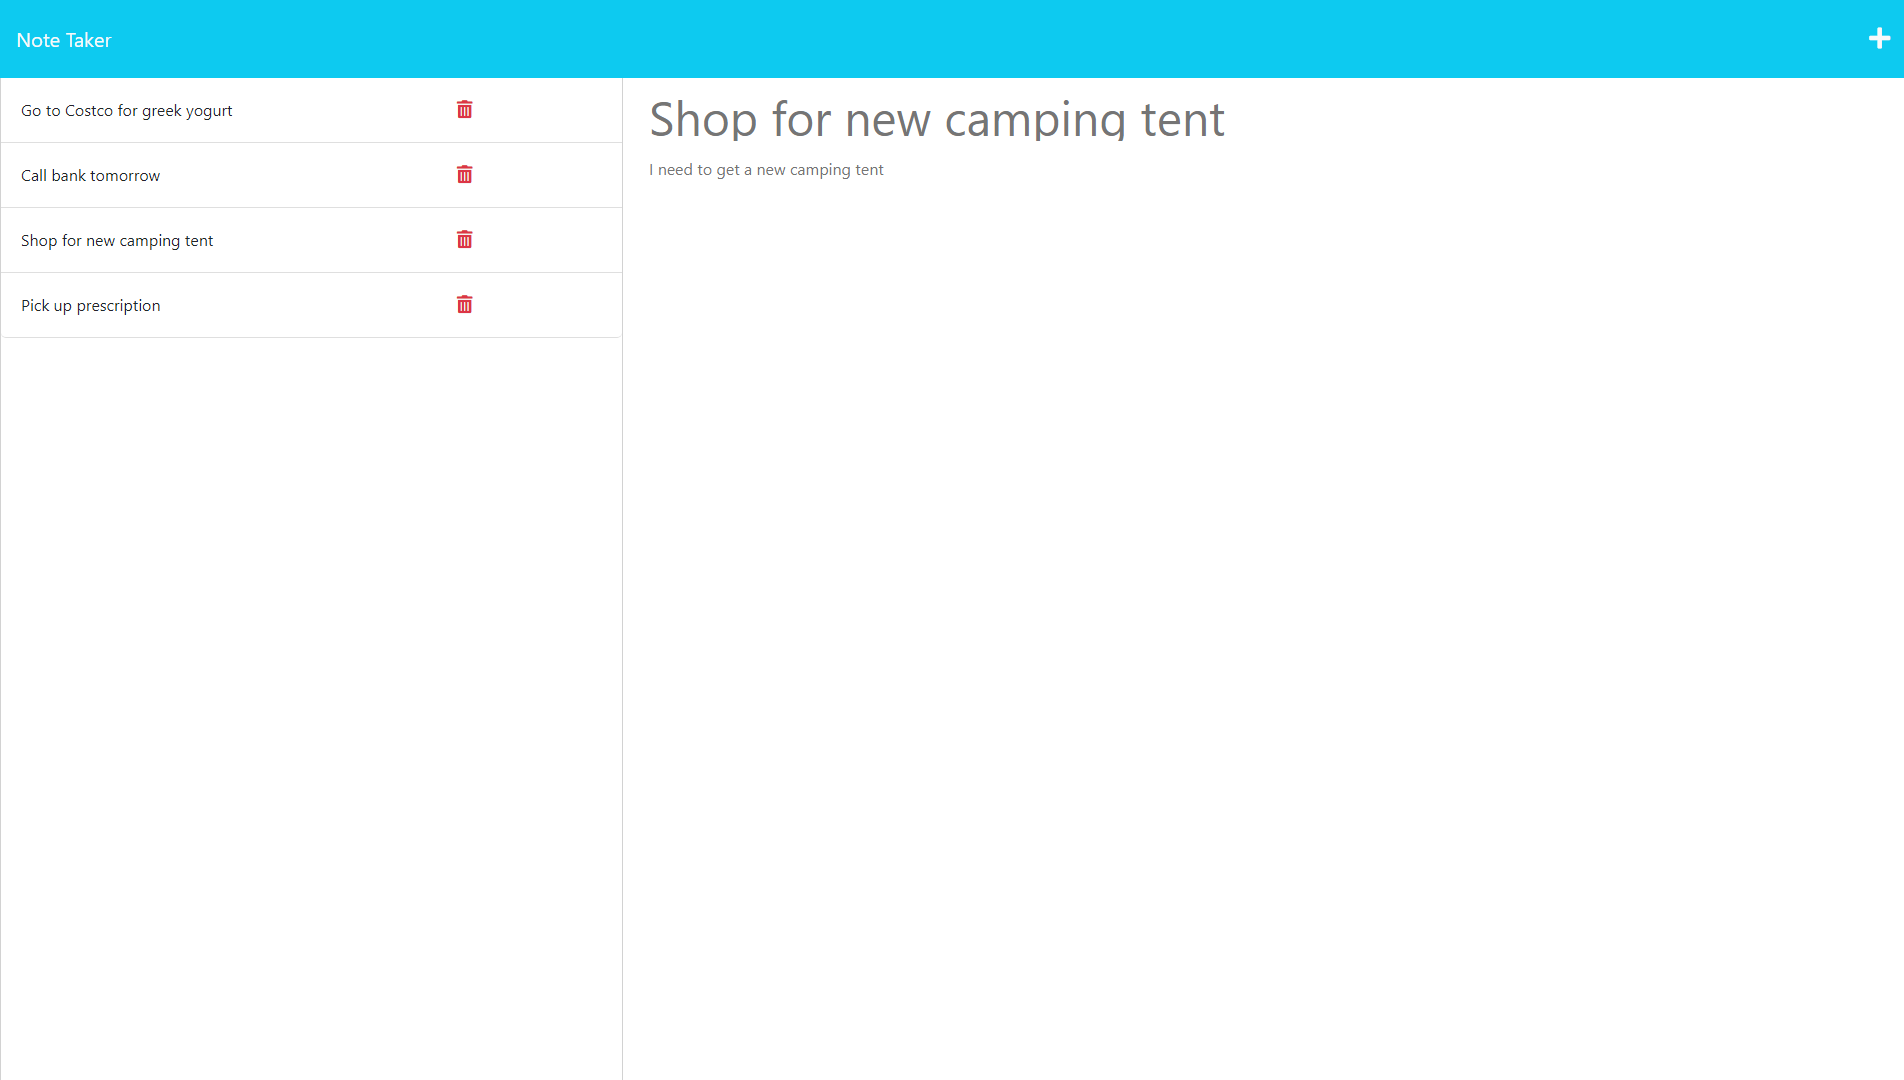 Note Taker
Go to Costco for greek yogurt
Call bank tomorrow
Shop for new camping tent
Pick up prescription
Shop for new camping tent
I need to get a new camping tent